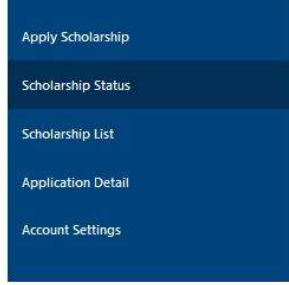 Apply Scholarship
Scholarship Status
Scholarship List
Application Detail
Account Settings